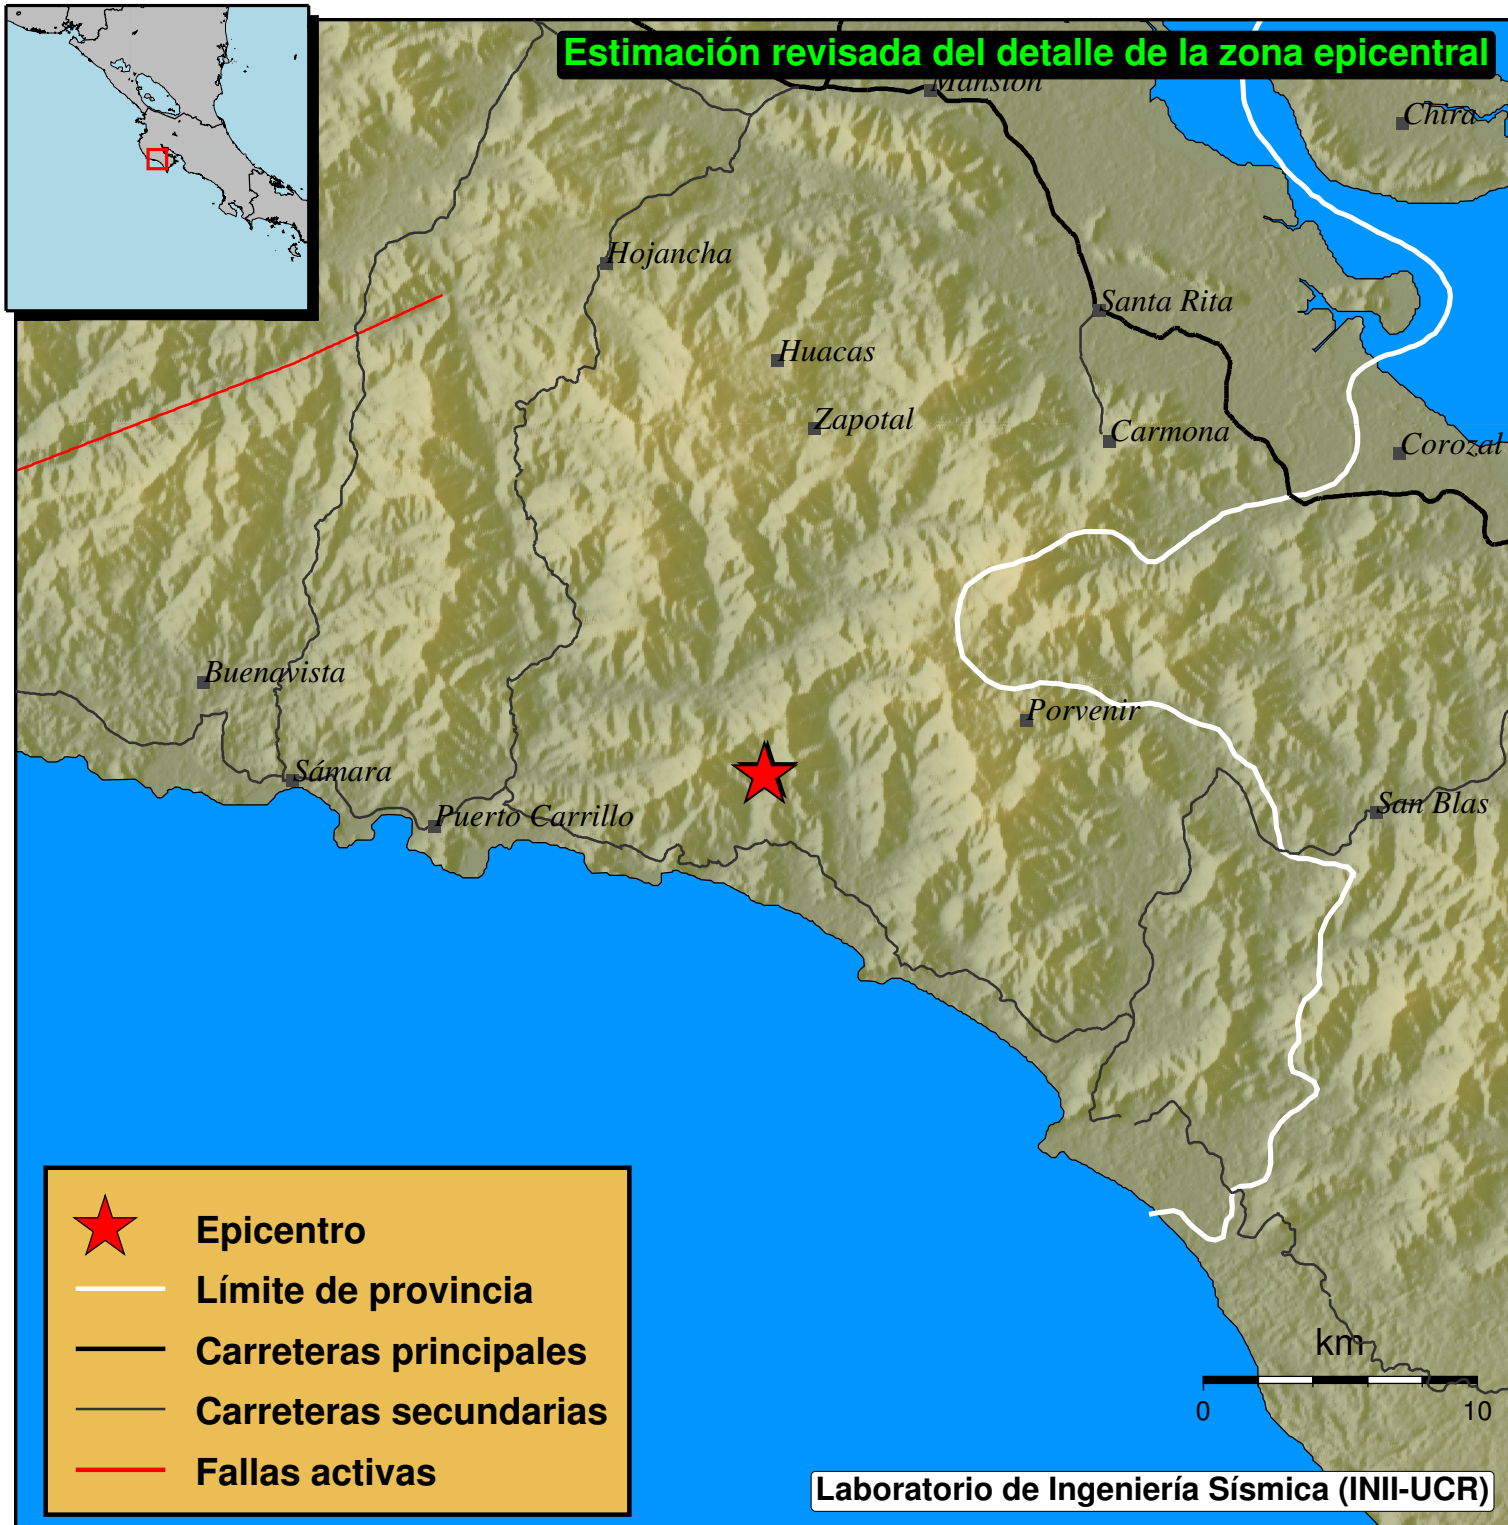 Estimación revisada del detalle de la zona epicentral
Mansion
Chira
Hojancha
Santa Rita
Huacas
Zapotal
Carmona
Corozal
Buenavista
Porvenir
Sámara
Puerto Carrillo
San Blas
Epicentro
Límite de provincia
Carreteras principales
Carreteras secundarias
Fallas activas
km
0 10
Laboratorio de Ingeniería Sísmica (INII-UCR)